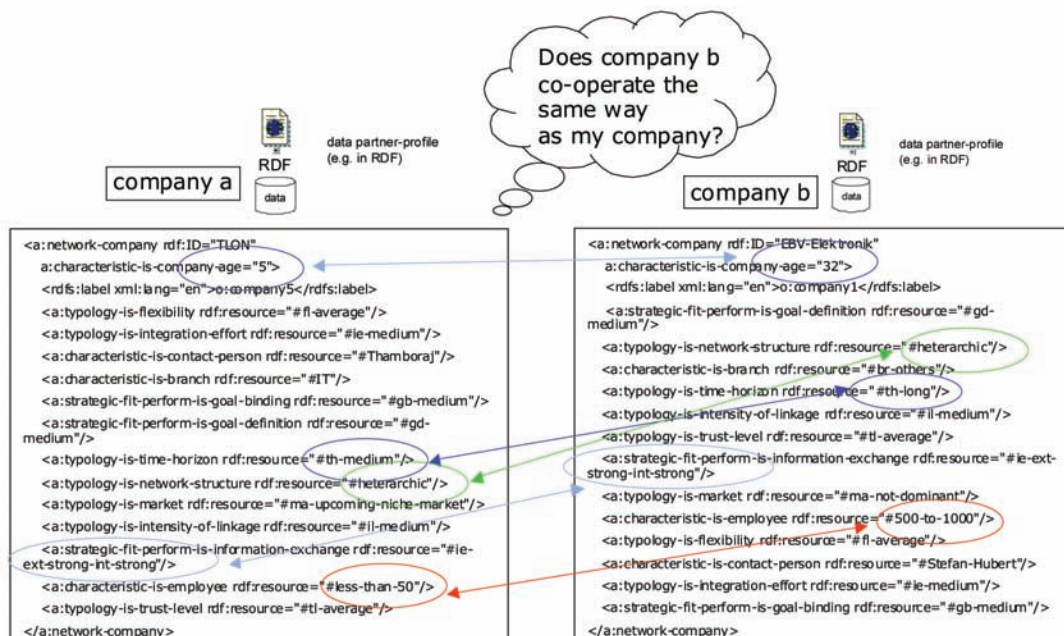 Does company b
co-operate the
same way
as my company?
RDF
data partner-profile
(e.g. in RDF)
company a
data
RDF
data partner-profile
(e.g. in RDF)
company b
data
<a:network-company rdf:ID="TLON"
a:characteristic-is-company-age="5">
<rdfs:label xml:lang="en">o:company5</rdfs:label>
<a:typology-is-flexibility rdf:resource="#fl-average"/>
<a:typology-is-integration-effort rdf:resource="#ie-medium"/>
<a:characteristic-is-contact-person rdf:resource="#Thamboraj"/>
<a:characteristic-is-branch rdf:resource="#IT"/>
<a:strategic-fit-perform-is-goal-binding rdf:resource="#gb-medium"/>
<a:strategic-fit-perform-is-goal-definition rdf:resource="#gd-
medium"/>
<a:typology-is-time-horizon rdf:resource="#th-medium"/>
<a:typology-is-network-structure rdf:resource="#heterarchic"/>
<a:typology-is-market rdf:resource="#ma-upcoming-niche-market"/>
<a:typology-is-intensity-of-linkage rdf:resource="#il-medium"/>
<a:strategic-fit-perform-is-information-exchange rdf:resource="#ie-
ext-strong-int-strong"/>
<a:characteristic-is-employee rdf:resource="#less-than-50"/>
<a:typology-is-trust-level rdf:resource="#tl-average"/>
</a:network-company>
<a:network-company rdf:ID="EBV-Elektronik"
a:characteristic-is-company-age="32">
<rdfs:label xml:lang="en">o:company1</rdfs:label>
<a:strategic-fit-perform-is-goal-definition rdf:resource="#gd-
medium"/>
<a:typology-is-network-structure rdf:resource="#heterarchic"/>
<a:characteristic-is-branch rdf:resource="#br-others"/>
<a:typology-is-time-horizon rdf:resource="#th-long"/>
<a:typology-is-intensity-of-linkage rdf:resource="#il-medium"/>
<a:typology-is-trust-level rdf:resource="#tl-average"/>
<a:strategic-fit-perform-is-information-exchange rdf:resource="#ie-ext-
strong-int-strong"/>
<a:typology-is-market rdf:resource="#ma-not-dominant"/>
<a:characteristic-is-employee rdf:resource="#500-to-1000"/>
<a:typology-is-flexibility rdf:resource="#fl-average"/>
<a:characteristic-is-contact-person rdf:resource="#Stefan-Hubert"/>
<a:typology-is-integration-effort rdf:resource="#ie-medium"/>
<a:strategic-fit-perform-is-goal-binding rdf:resource="#gb-medium"/>
</a:network-company>